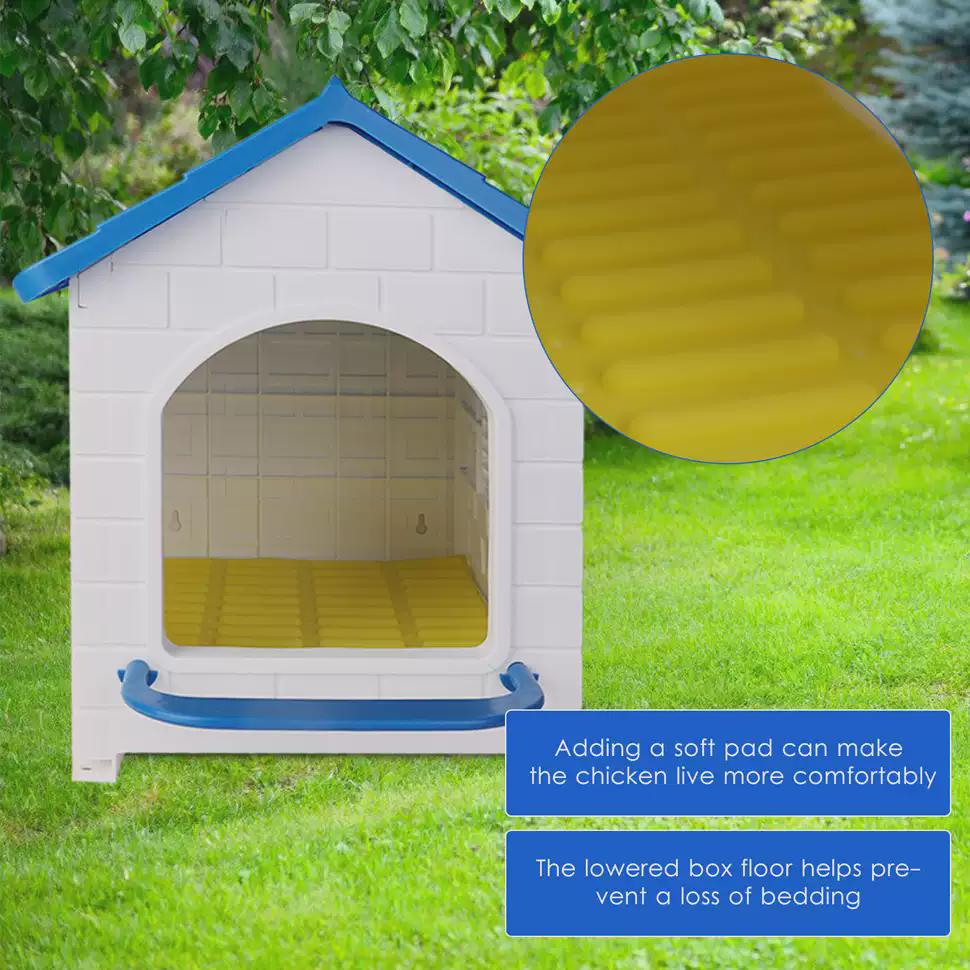 Adding a soft pad can make
the chicken live more comfortably
The lowered box floor helps pre-
vent a loss of bedding